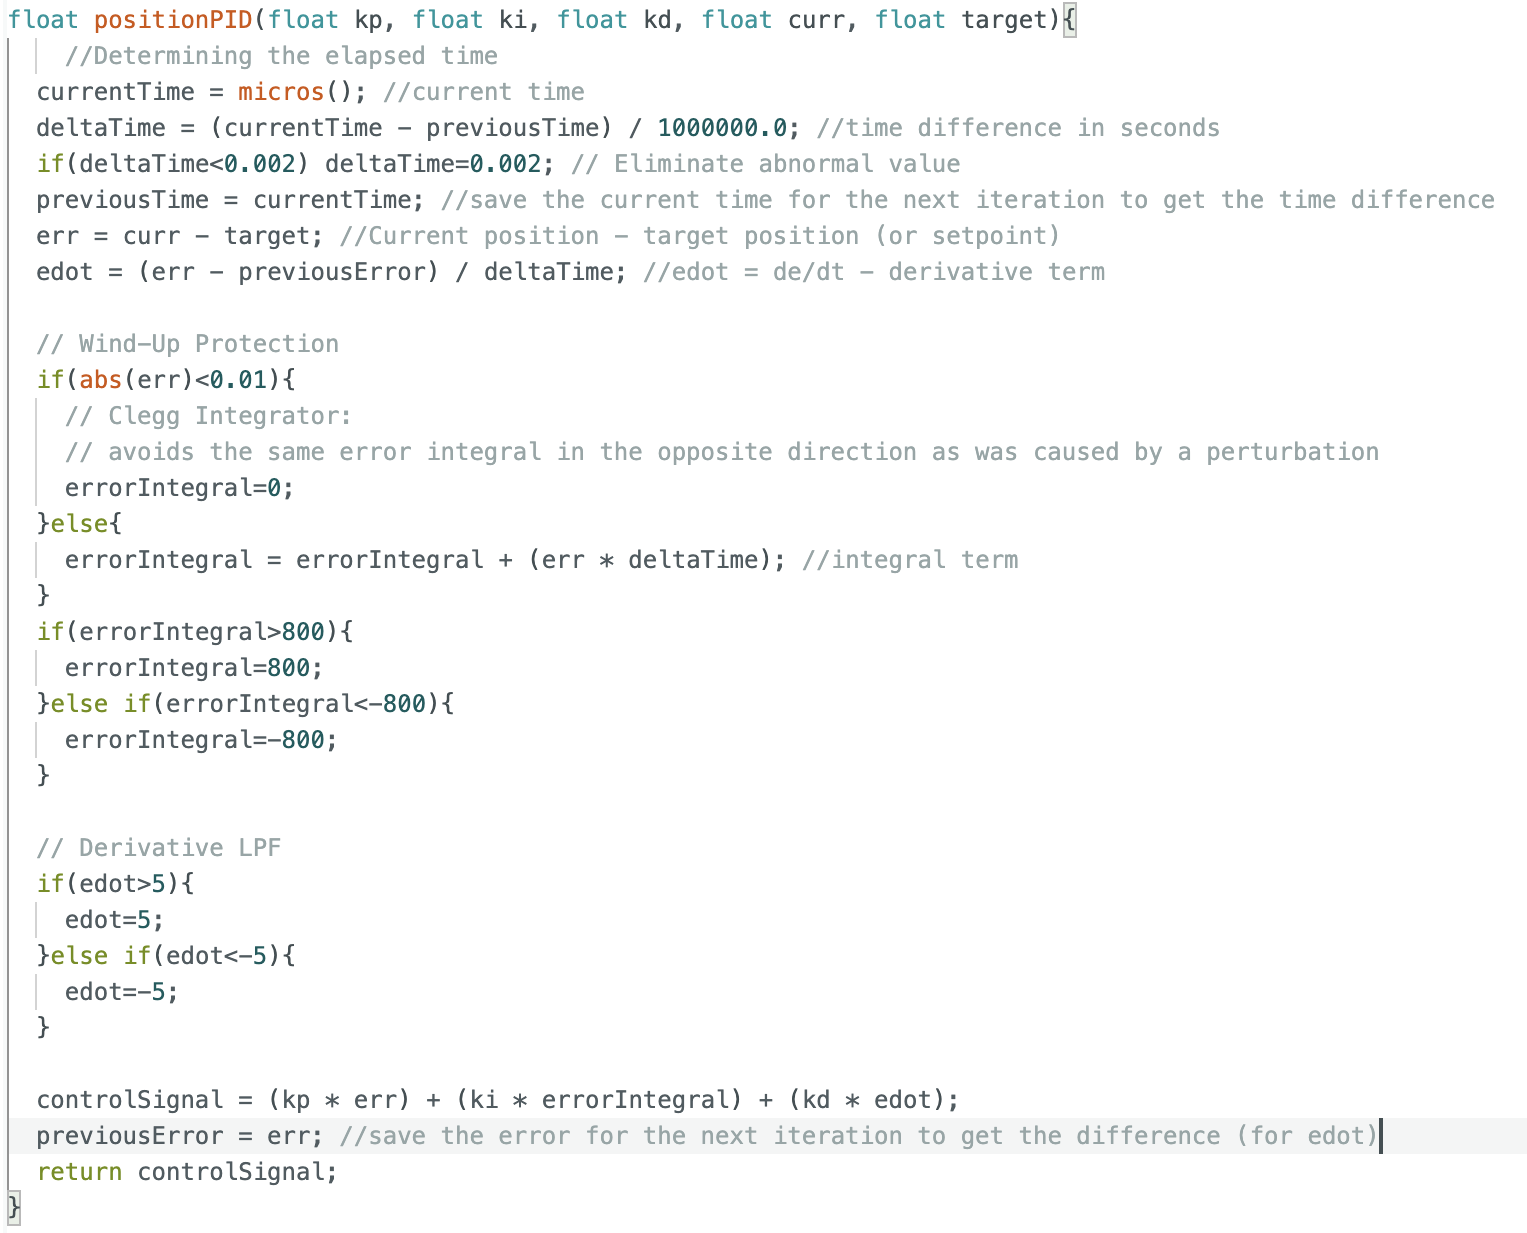 float positionPID(float kp, float ki, float kd, float curr, float target){
    //Determining the elapsed time
  currentTime = micros(); //current time
  deltaTime = (currentTime - previousTime) / 1000000.0; //time difference in seconds
  if(deltaTime<0.002) deltaTime=0.002; // Eliminate abnormal value
  previousTime = currentTime; //save the current time for the next iteration to get the time difference
  err = curr - target; //Current position - target position (or setpoint)
  edot = (err - previousError) / deltaTime; //edot = de/dt - derivative term

  // Wind-Up Protection
  if(abs(err)<0.01){
    // Clegg Integrator:
    // avoids the same error integral in the opposite direction as was caused by a perturbation
    errorIntegral=0;
  }else{
    errorIntegral = errorIntegral + (err * deltaTime); //integral term
  }
  if(errorIntegral>800){
    errorIntegral=800;
  }else if(errorIntegral<-800){
    errorIntegral=-800;
  }

  // Derivative LPF
  if(edot>5){
    edot=5;
  }else if(edot<-5){
    edot=-5;
  }

  controlSignal = (kp * err) + (ki * errorIntegral) + (kd * edot);
  previousError = err; //save the error for the next iteration to get the difference (for edot)
  return controlSignal;
}